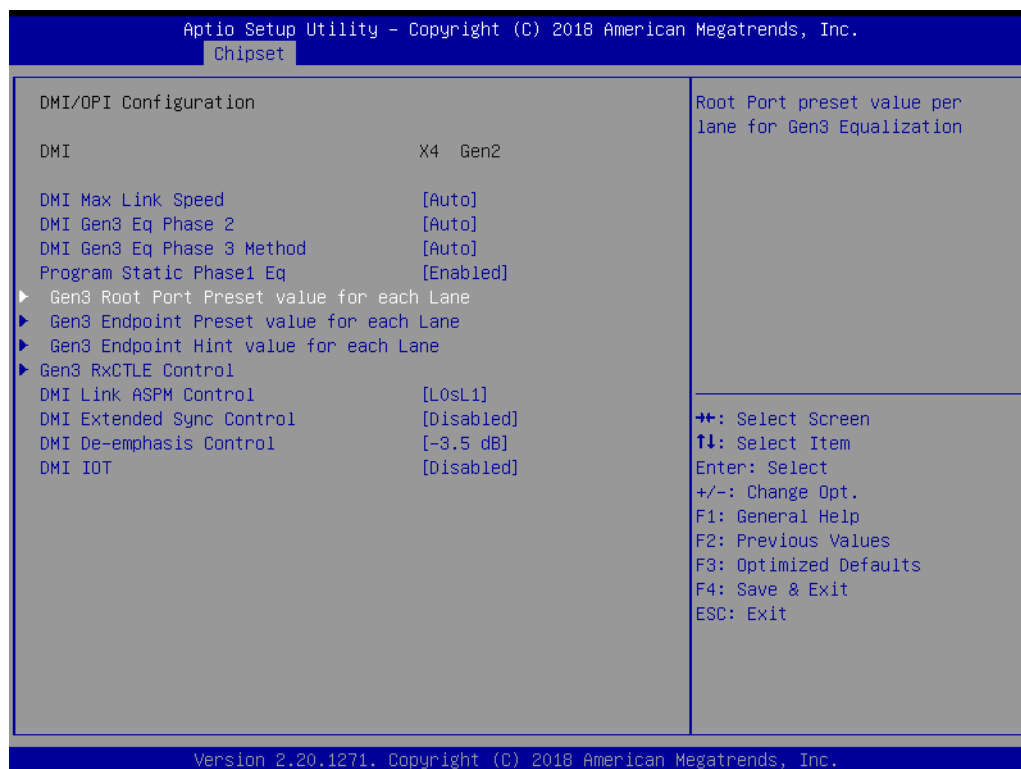 Aptio Setup Utility – Copyright (C) 2018 American Megatrends, Inc.
Chipset
DMI/OPI Configuration
DMI X4 Gen2
DMI Max Link Speed [Auto]
DMI Gen3 Eq Phase 2 [Auto]
DMI Gen3 Eq Phase 3 Method [Auto]
Program Static Phase1 Eq [Enabled]
Gen3 Root Port Preset value for each Lane
Gen3 Endpoint Preset value for each Lane
Gen3 Endpoint Hint value for each Lane
Gen3 RxCTLE Control
DMI Link ASPM Control [L0sL1]
DMI Extended Sync Control [Disabled]
DMI De-emphasis Control [-3.5 dB]
DMI IOT [Disabled]
Root Port preset value per
lane for Gen3 Equalization
→←: Select Screen
↑↓: Select Item
Enter: Select
+/-: Change Opt.
F1: General Help
F2: Previous Values
F3: Optimized Defaults
F4: Save & Exit
ESC: Exit
Version 2.20.1271. Copyright (C) 2018 American Megatrends, Inc.